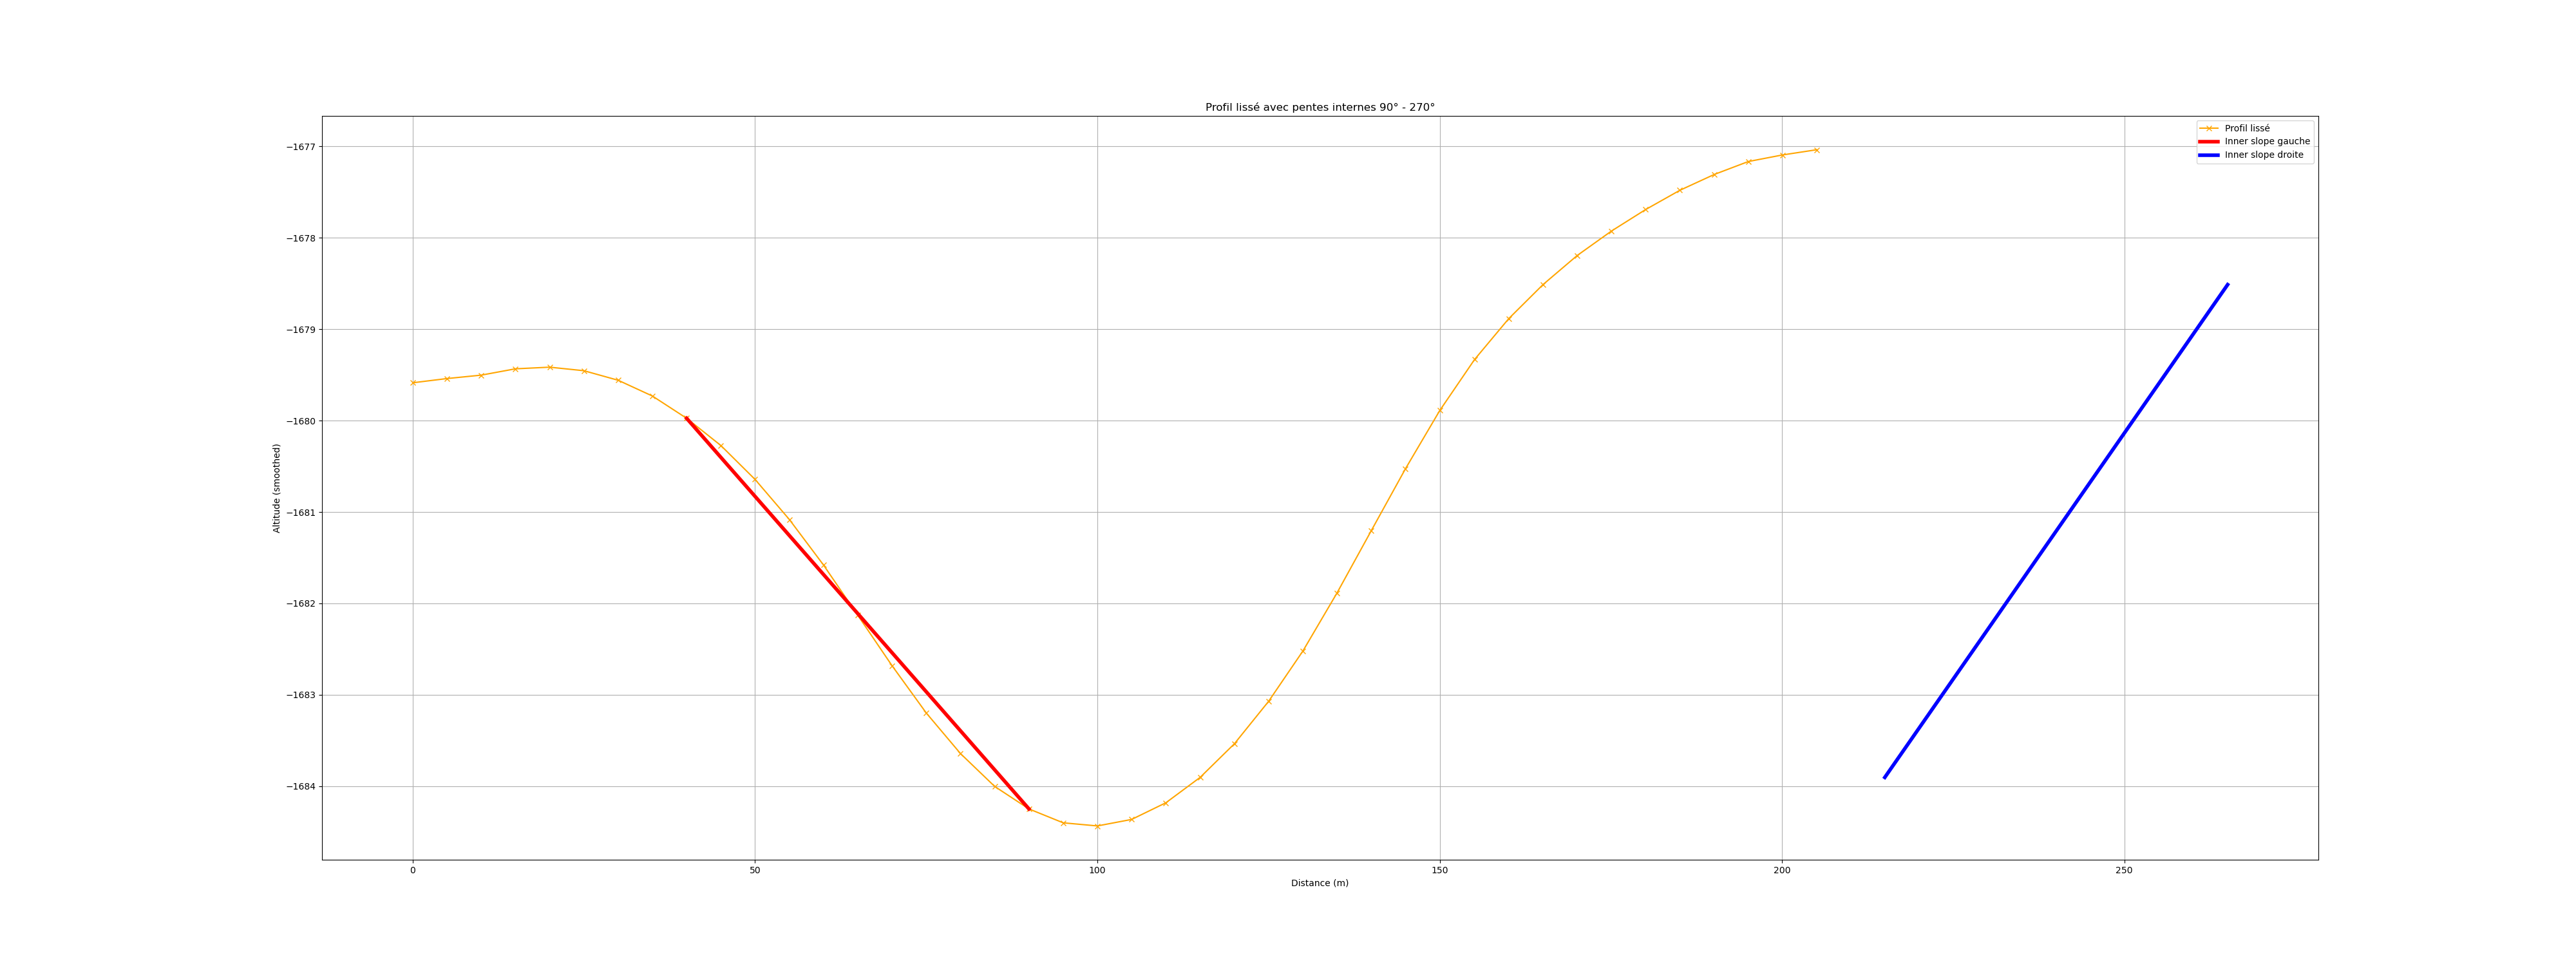 Profil lissé avec pentes internes 90° - 270°
Profil lissé
Inner slope gauche
Inner slope droite
Altitude (smoothed)
−1677
−1678
−1679
−1680
−1681
−1682
−1683
−1684
0
50
100
150
200
250
Distance (m)